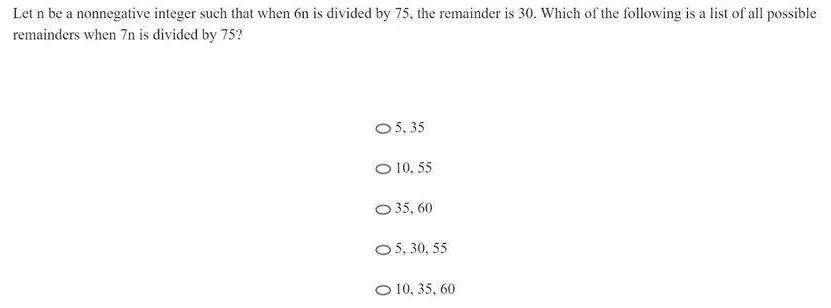 Let n be a nonnegative integer such that when 6n is divided by 75, the remainder is 30. Which of the following is a list of all possible
remainders when 7n is divided by 75?
5, 35
10, 55
35, 60
5, 30, 55
10, 35, 60